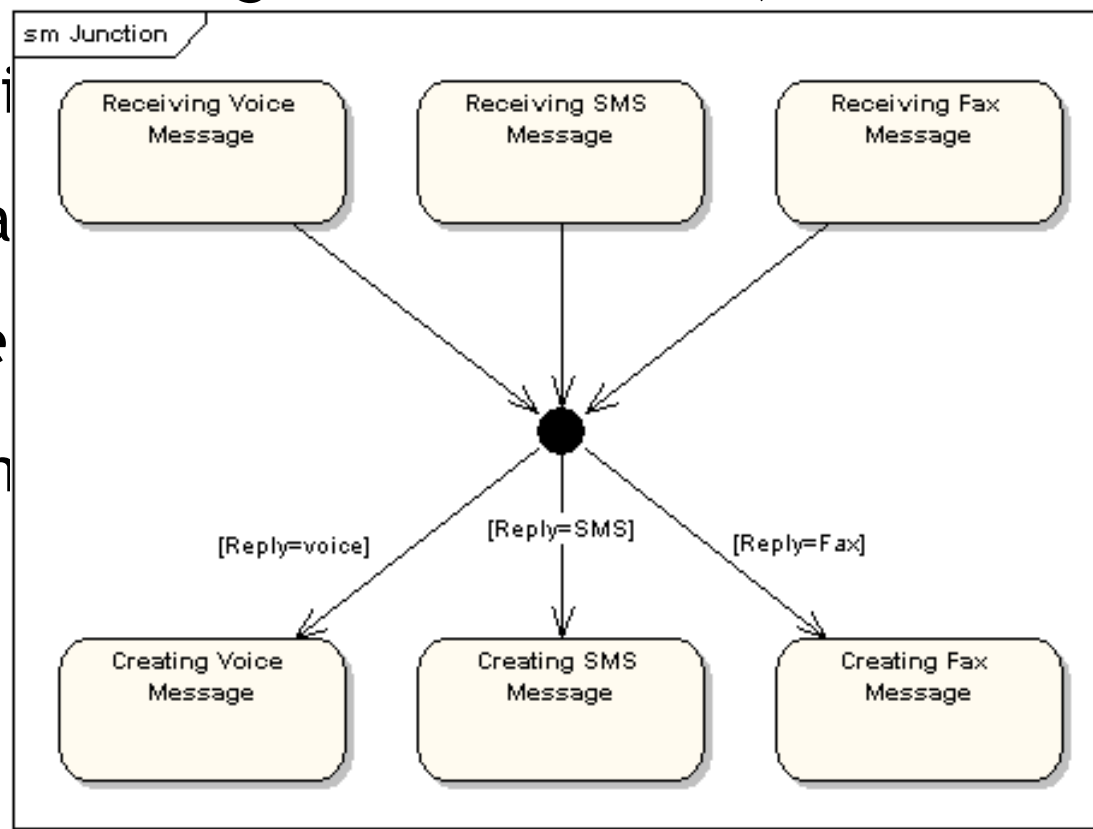 sm Junction
Receiving Voice
Message
Receiving SMS
Message
Receiving Fax
Message
[Reply=voice]
[Reply=SMS]
[Reply=Fax]
Creating Voice
Message
Creating SMS
Message
Creating Fax
Message